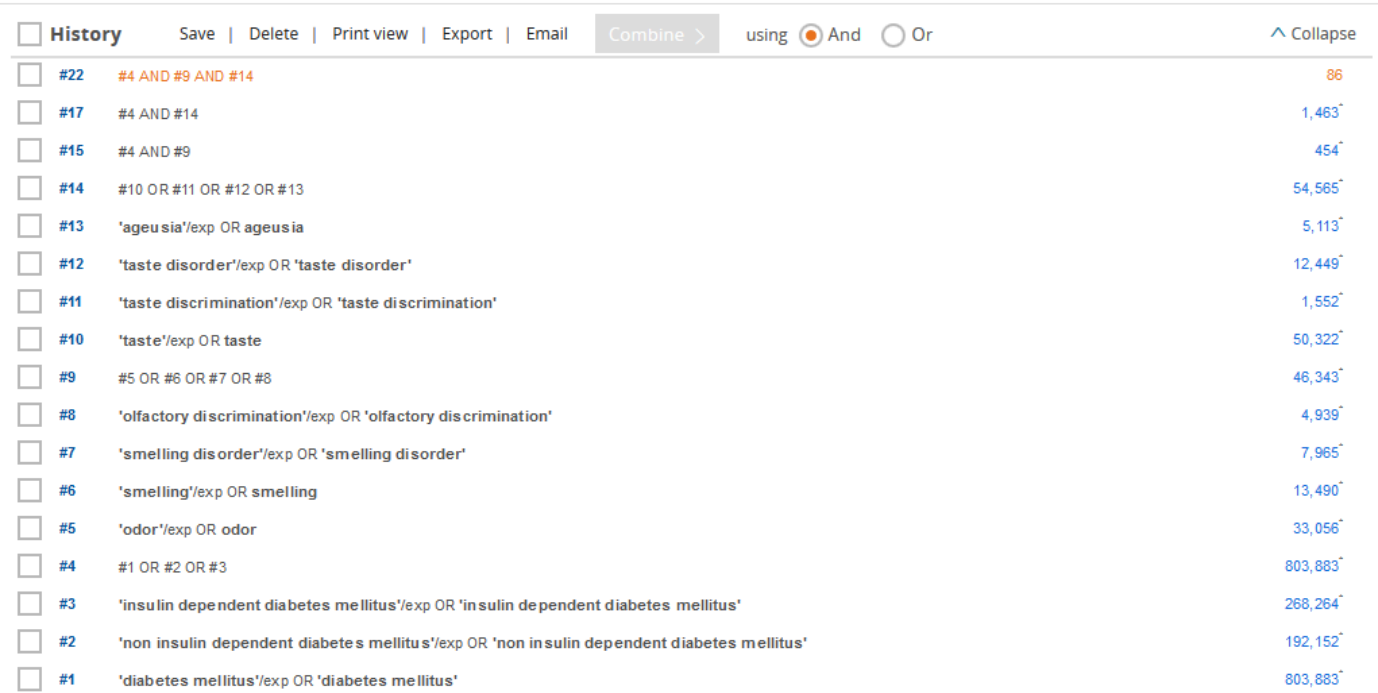 History Save | Delete | Print view | Export | Email Combine > using And Or Collapse
#22 #4 AND #9 AND #14 86
#17 #4 AND #14 1,463
#15 #4 AND #9 454
#14 #10 OR #11 OR #12 OR #13 54,565
#13 'ageusia'/exp OR ageusia 5,113
#12 'taste disorder'/exp OR 'taste disorder' 12,449
#11 'taste discrimination'/exp OR 'taste discrimination' 1,552
#10 'taste'/exp OR taste 50,322
#9 #5 OR #6 OR #7 OR #8 46,343
#8 'olfactory discrimination'/exp OR 'olfactory discrimination' 4,939
#7 'smelling disorder'/exp OR 'smelling disorder' 7,965
#6 'smelling'/exp OR smelling 13,490
#5 'odor'/exp OR odor 33,056
#4 #1 OR #2 OR #3 803,883
#3 'insulin dependent diabetes mellitus'/exp OR 'insulin dependent diabetes mellitus' 268,264
#2 'non insulin dependent diabetes mellitus'/exp OR 'non insulin dependent diabetes mellitus' 192,152
#1 'diabetes mellitus'/exp OR 'diabetes mellitus' 803,883